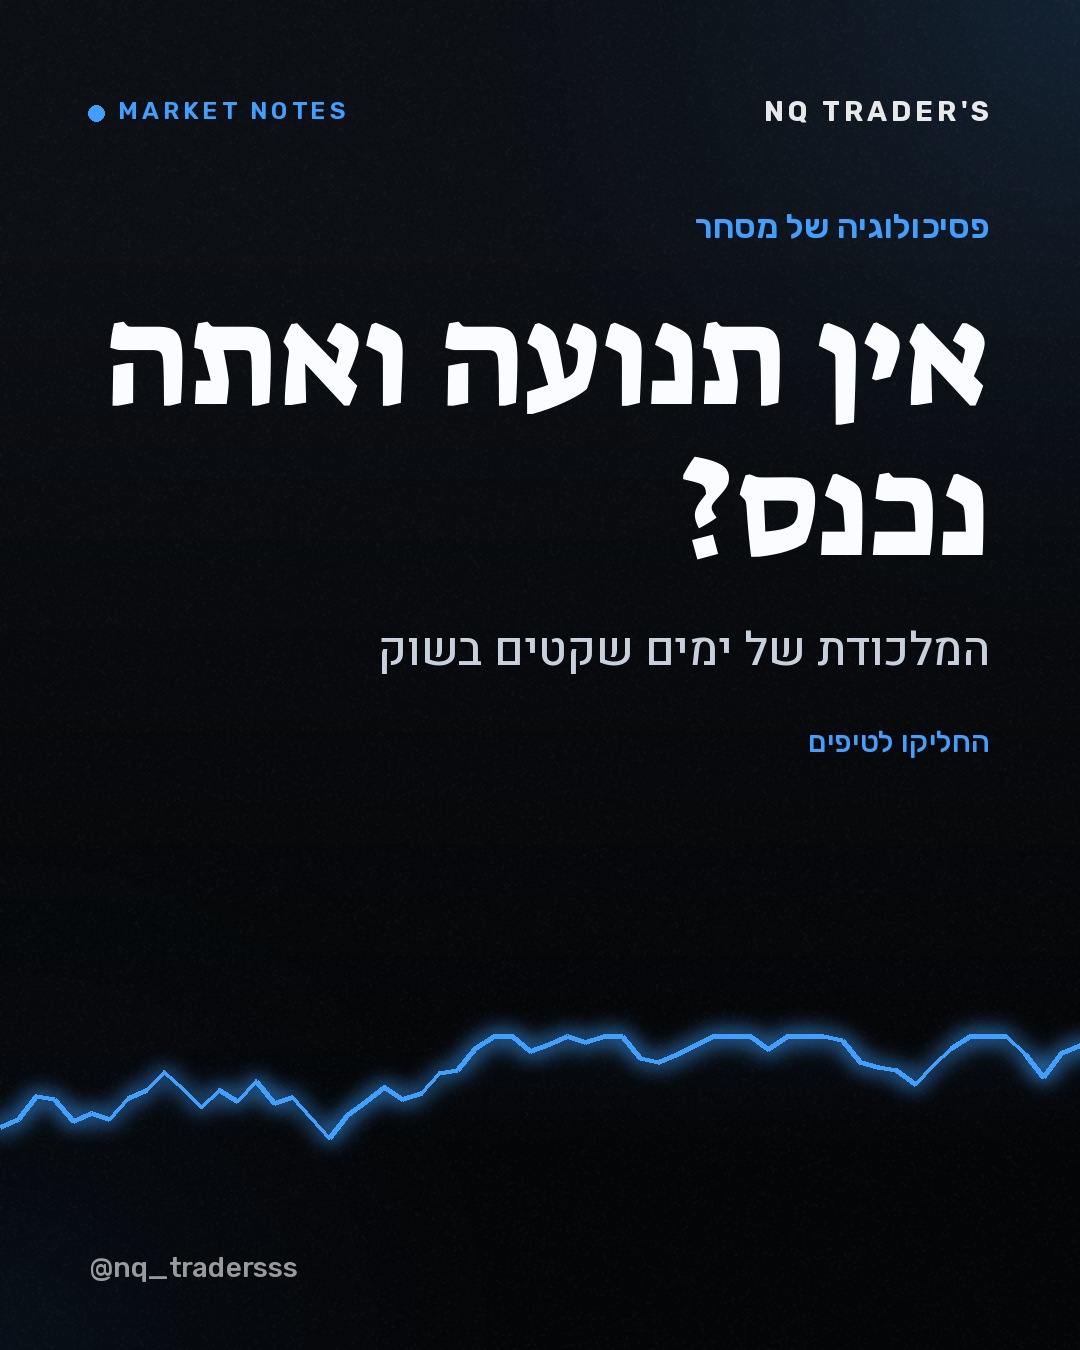 MARKET NOTES
NQ TRADER'S
פסיכולוגיה של מסחר
אין תנועה ואתה
נכנס?
המלכודת של ימים שקטים בשוק
החליקו לטיפים
@nq_tradersss